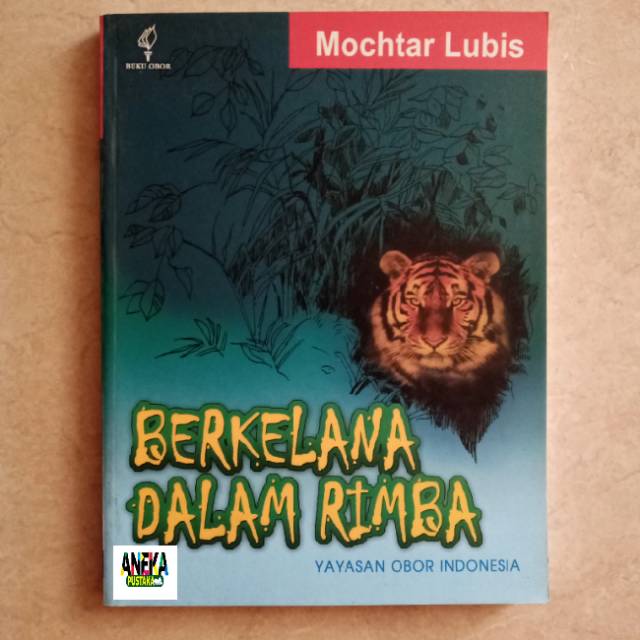 BUKU OBOR
Mochtar Lubis
BERKELANA
DALAM RIMBA
YAYASAN OBOR INDONESIA
ANEKA
PUSTAKA